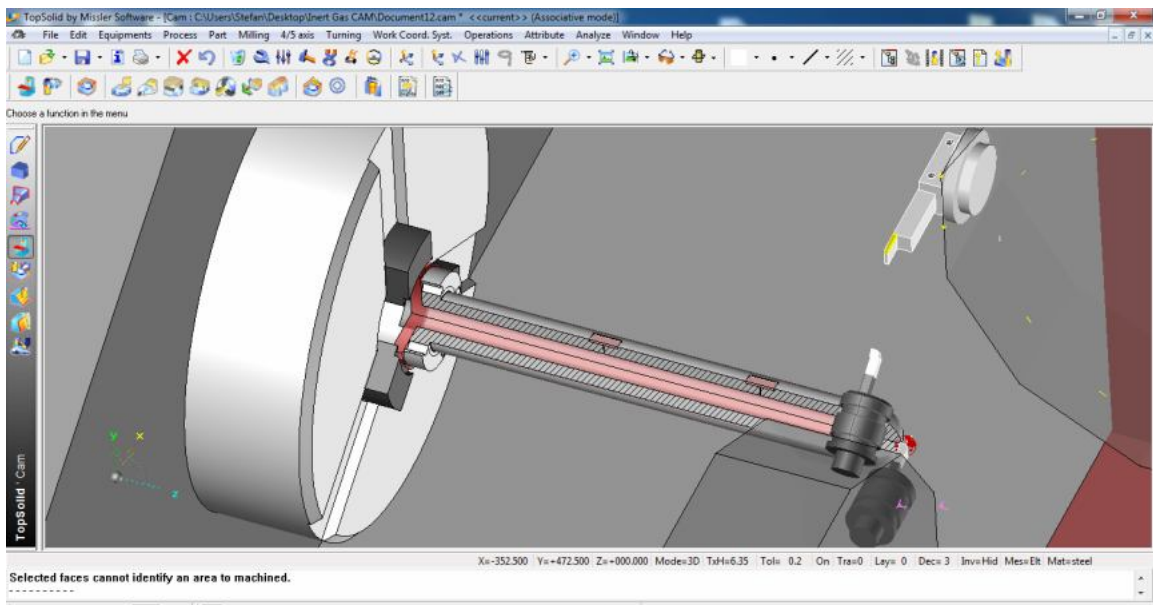 TopSolid by Missler Software - [Cam : C:\Users\Stefan\Desktop\Inert Gas CAM\Document12.cam * <<current>> (Associative mode)]
File Edit Equipments Process Part Milling 4/5 axis Turning Work Coord. Syst. Operations Attribute Analyze Window Help
Choose a function in the menu
y x
z
TopSolid'Cam
X=-352.500 Y=+472.500 Z=+000.000 Mode=3D TxH=6.35 Tol= 0.2 On Tra=0 Lay= 0 Dec= 3 Inv=Hid Mes=Elt Mat=steel
Selected faces cannot identify an area to machined.
----------